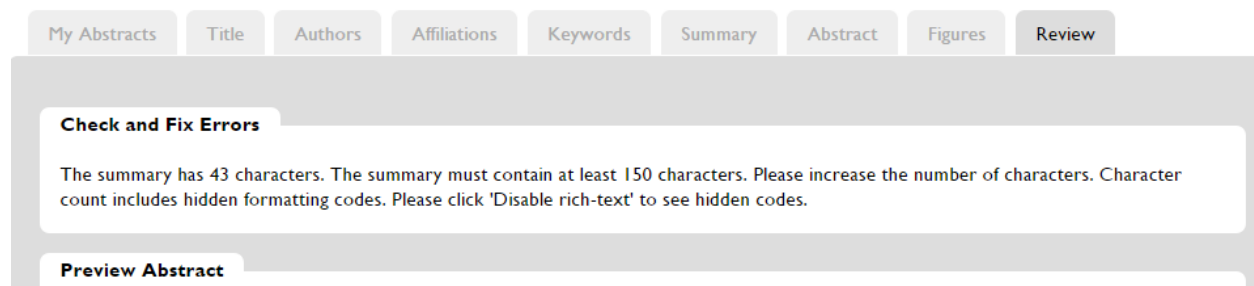 My Abstracts Title Authors Affiliations Keywords Summary Abstract Figures Review
Check and Fix Errors
The summary has 43 characters. The summary must contain at least 150 characters. Please increase the number of characters. Character
count includes hidden formatting codes. Please click 'Disable rich-text' to see hidden codes.
Preview Abstract